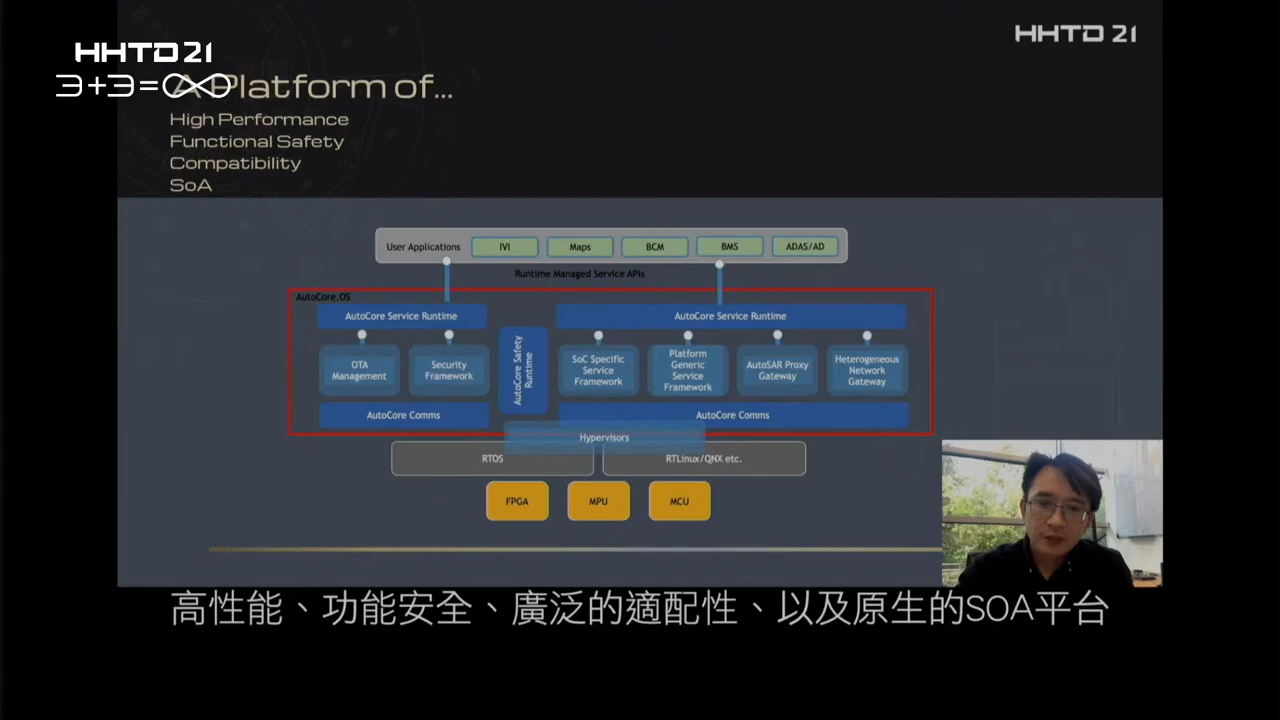 HHTD 21
3+3=∞
HHTD 21
A Platform of...
High Performance
Functional Safety
Compatibility
SoA
User Applications
IVI
Maps
BCM
BMS
ADAS/AD
Runtime Managed Service APIs
AutoCore.OS
AutoCore Service Runtime
AutoCore Service Runtime
OTA
Management
Security
Framework
AutoCore Safety
Runtime
SoC Specific
Service
Framework
Platform
Generic
Service
Framework
AutoSAR Proxy
Gateway
Heterogeneous
Network
Gateway
AutoCore Comms
AutoCore Comms
Hypervisors
RTOS
RTLinux/QNX etc.
FPGA
MPU
MCU
高性能、功能安全、廣泛的適配性、以及原生的SOA平台